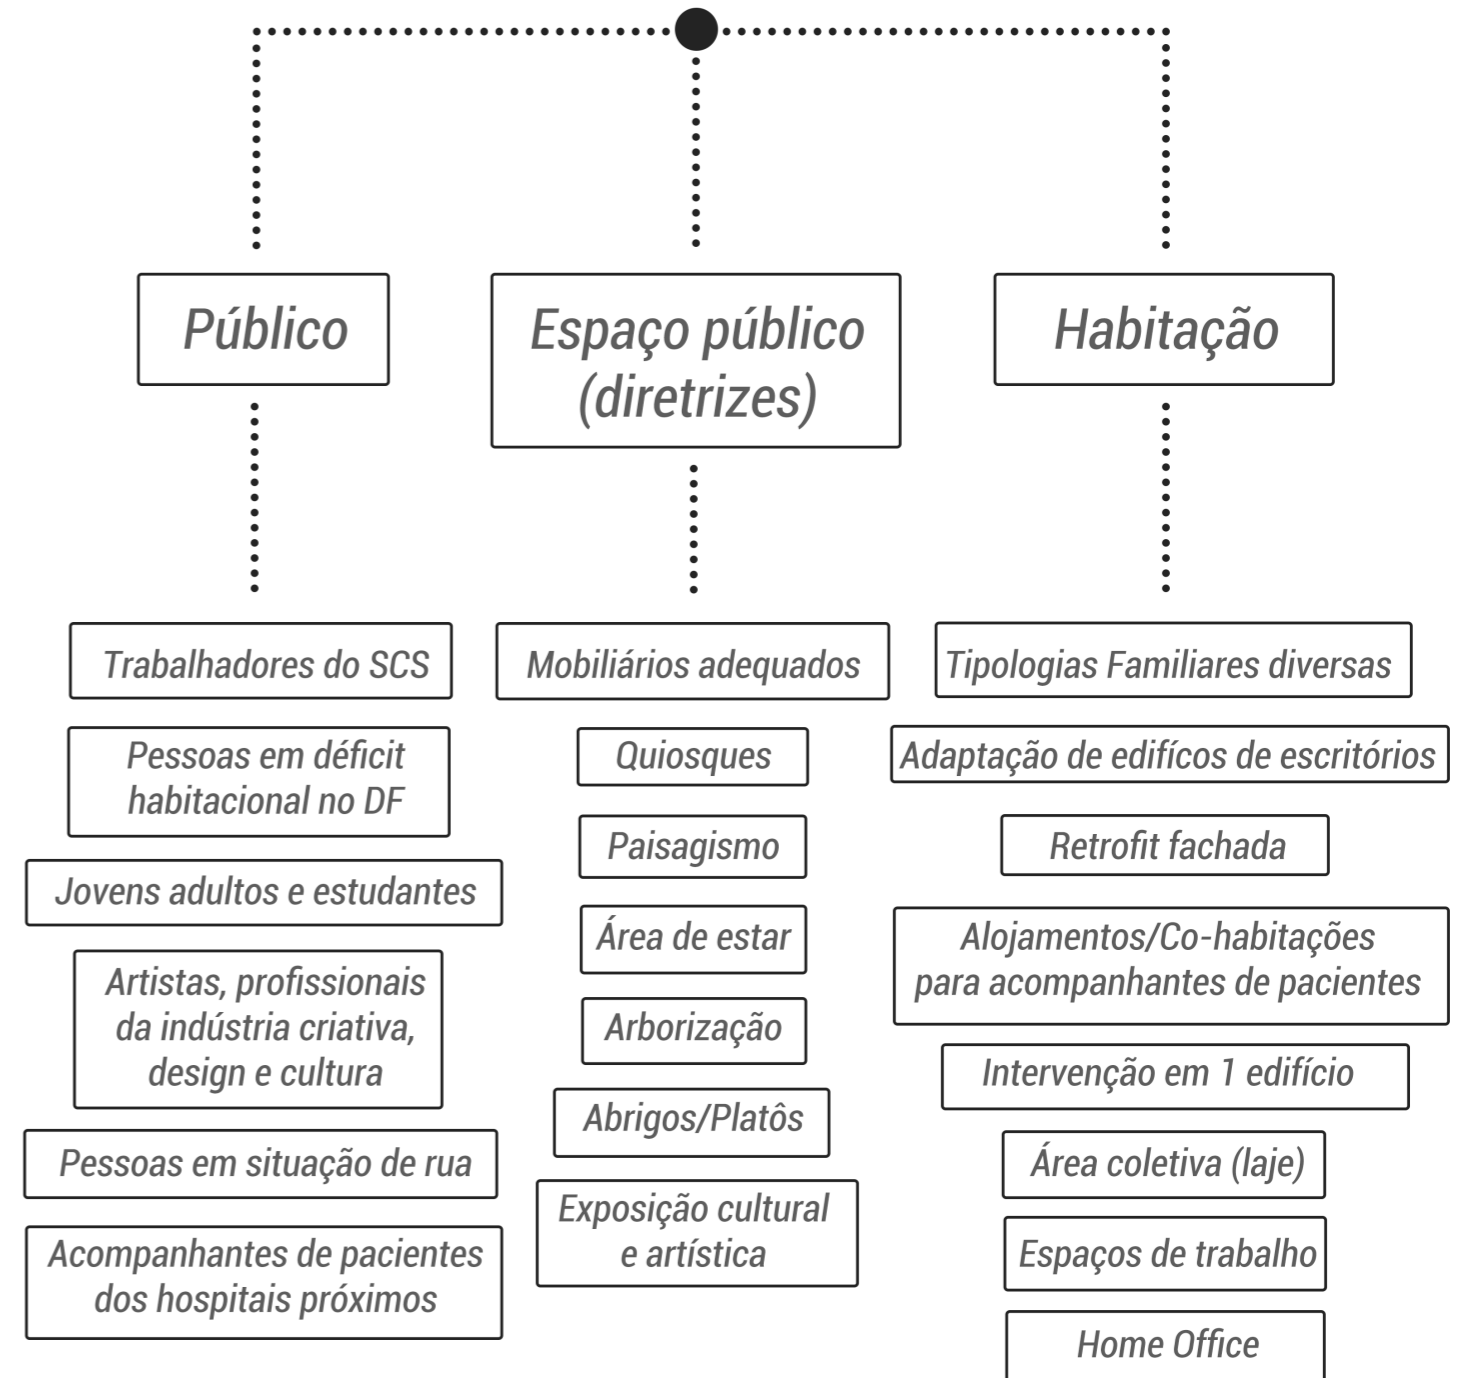 Público
Espaço público
(diretrizes)
Habitação
Trabalhadores do SCS
Pessoas em déficit
habitacional no DF
Jovens adultos e estudantes
Artistas, profissionais
da indústria criativa,
design e cultura
Pessoas em situação de rua
Acompanhantes de pacientes
dos hospitais próximos
Mobiliários adequados
Quiosques
Paisagismo
Área de estar
Arborização
Abrigos/Platôs
Exposição cultural
e artística
Tipologias Familiares diversas
Adaptação de edifícos de escritórios
Retrofit fachada
Alojamentos/Co-habitações
para acompanhantes de pacientes
Intervenção em 1 edifício
Área coletiva (laje)
Espaços de trabalho
Home Office